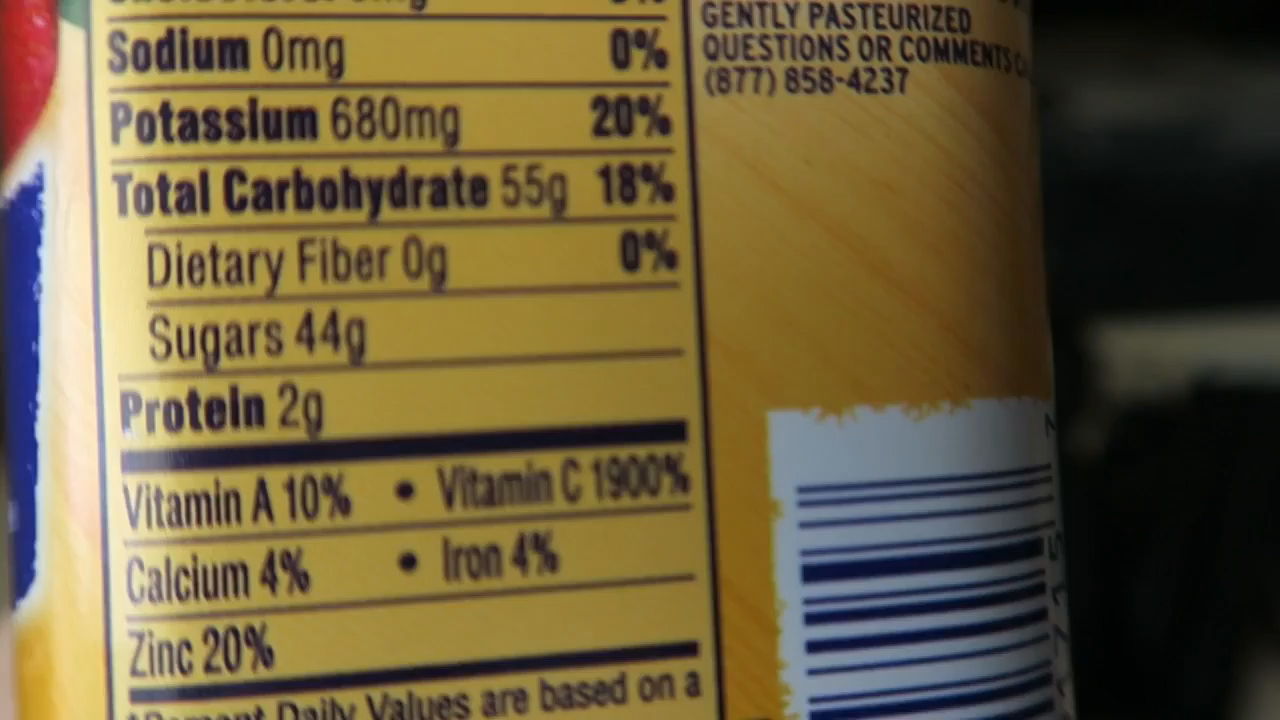 Sodium 0mg 0%
Potassium 680mg 20%
Total Carbohydrate 55g 18%
Dietary Fiber 0g 0%
Sugars 44g
Protein 2g
Vitamin A 10% • Vitamin C 1900%
Calcium 4% • Iron 4%
Zinc 20%
Daily Values are based on a
GENTLY PASTEURIZED
QUESTIONS OR COMMENTS
(877) 858-4237